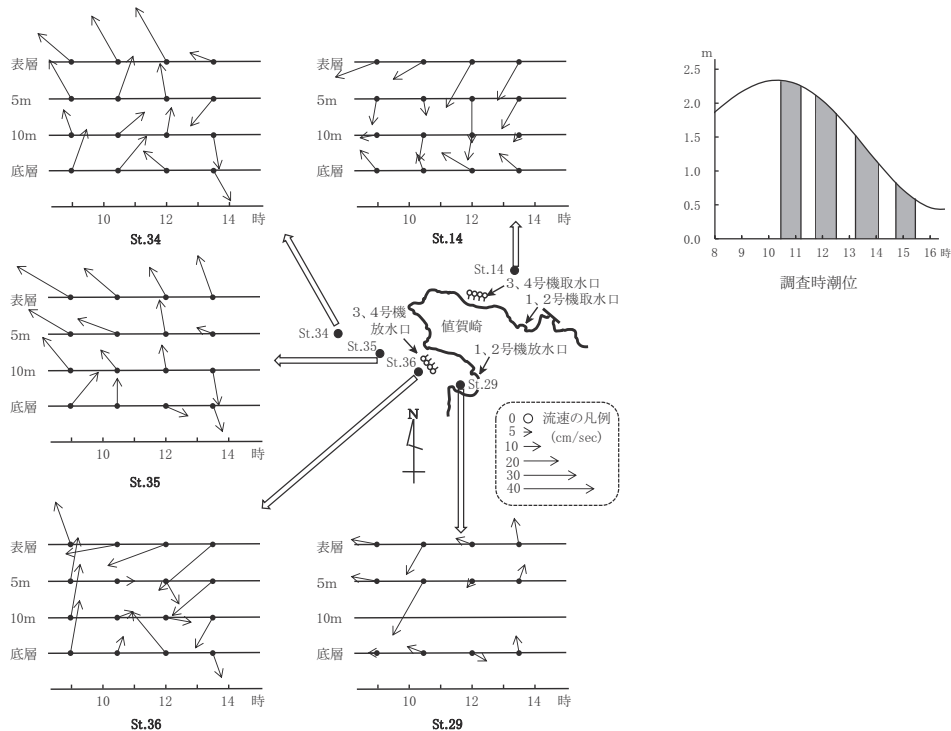 表層
5m
10m
底層
10 12 14 時
St.34
表層
5m
10m
底層
10 12 14 時
St.14
m
2.5
2.0
1.5
1.0
0.5
0.0
8 9 10 11 12 13 14 15 16 時
調査時潮位
表層
5m
10m
底層
10 12 14 時
St.35
St.14
3、4号機取水口
1、2号機取水口
3、4号機
放水口
値賀崎
St.34
St.35
St.36
1、2号機放水口
St.29
N
0 流速の凡例
5 (cm/sec)
10
20
30
40
表層
5m
10m
底層
10 12 14 時
St.36
表層
5m
10m
底層
10 12 14 時
St.29